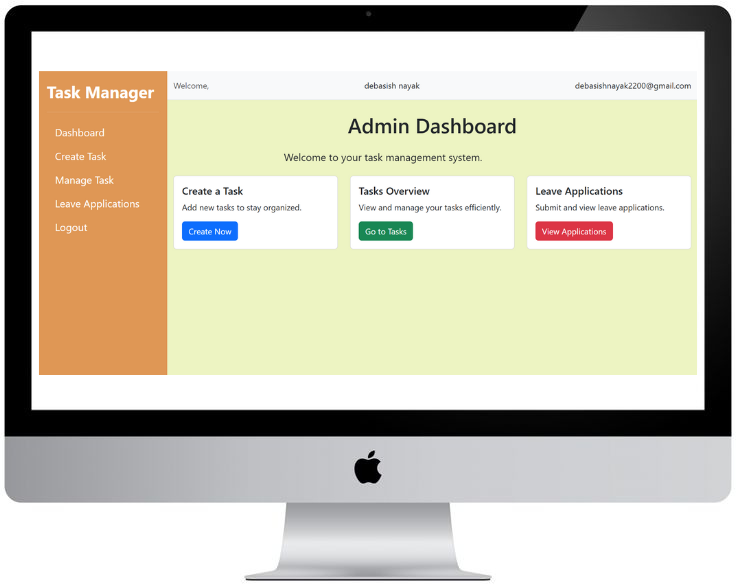 Task Manager
Dashboard
Create Task
Manage Task
Leave Applications
Logout
Welcome, debasish nayak debasishnayak2200@gmail.com
Admin Dashboard
Welcome to your task management system.
Create a Task
Add new tasks to stay organized.
Create Now
Tasks Overview
View and manage your tasks efficiently.
Go to Tasks
Leave Applications
Submit and view leave applications.
View Applications